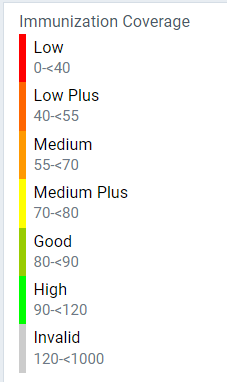 Immunization Coverage
Low
0-<40
Low Plus
40-<55
Medium
55-<70
Medium Plus
70-<80
Good
80-<90
High
90-<120
Invalid
120-<1000